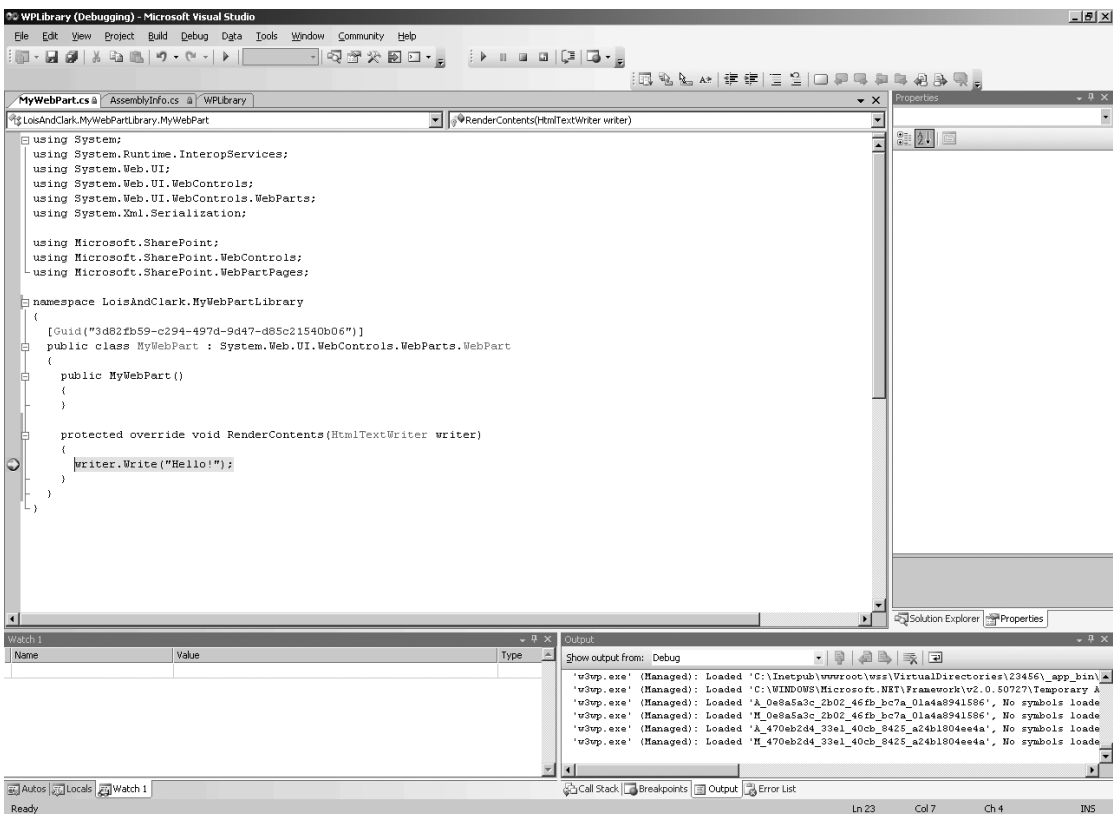 WPLibrary (Debugging) - Microsoft Visual Studio
File Edit View Project Build Debug Data Tools Window Community Help
MyWebPart.cs AssemblyInfo.cs WPLibrary
LoisAndClark.MyWebPartLibrary.MyWebPart RenderContents(HtmlTextWriter writer)
using System;
using System.Runtime.InteropServices;
using System.Web.UI;
using System.Web.UI.WebControls;
using System.Web.UI.WebControls.WebParts;
using System.Xml.Serialization;
using Microsoft.SharePoint;
using Microsoft.SharePoint.WebControls;
using Microsoft.SharePoint.WebPartPages;
namespace LoisAndClark.MyWebPartLibrary
{
[Guid("3d82fb59-c294-497d-9d47-d85c21540b06")]
public class MyWebPart : System.Web.UI.WebControls.WebParts.WebPart
{
public MyWebPart()
{
}
protected override void RenderContents(HtmlTextWriter writer)
{
writer.Write("Hello!");
}
}
}
Properties
Solution Explorer Properties
Watch 1
Name Value Type
Autos Locals Watch 1
Output
Show output from: Debug
'w3wp.exe' (Managed): Loaded 'C:\Inetpub\wwwroot\wss\VirtualDirectories\23456\_app_bin\
'w3wp.exe' (Managed): Loaded 'C:\WINDOWS\Microsoft.NET\Framework\v2.0.50727\Temporary A
'w3wp.exe' (Managed): Loaded 'A_0e8a5a3c_2b02_46fb_bc7a_01a4a8941586', No symbols loade
'w3wp.exe' (Managed): Loaded 'M_0e8a5a3c_2b02_46fb_bc7a_01a4a8941586', No symbols loade
'w3wp.exe' (Managed): Loaded 'A_470eb2d4_33e1_40cb_8425_a24b1804ee4a', No symbols loade
'w3wp.exe' (Managed): Loaded 'M_470eb2d4_33e1_40cb_8425_a24b1804ee4a', No symbols loade
Call Stack Breakpoints Output Error List
Ready Ln 23 Col 7 Ch 4 INS